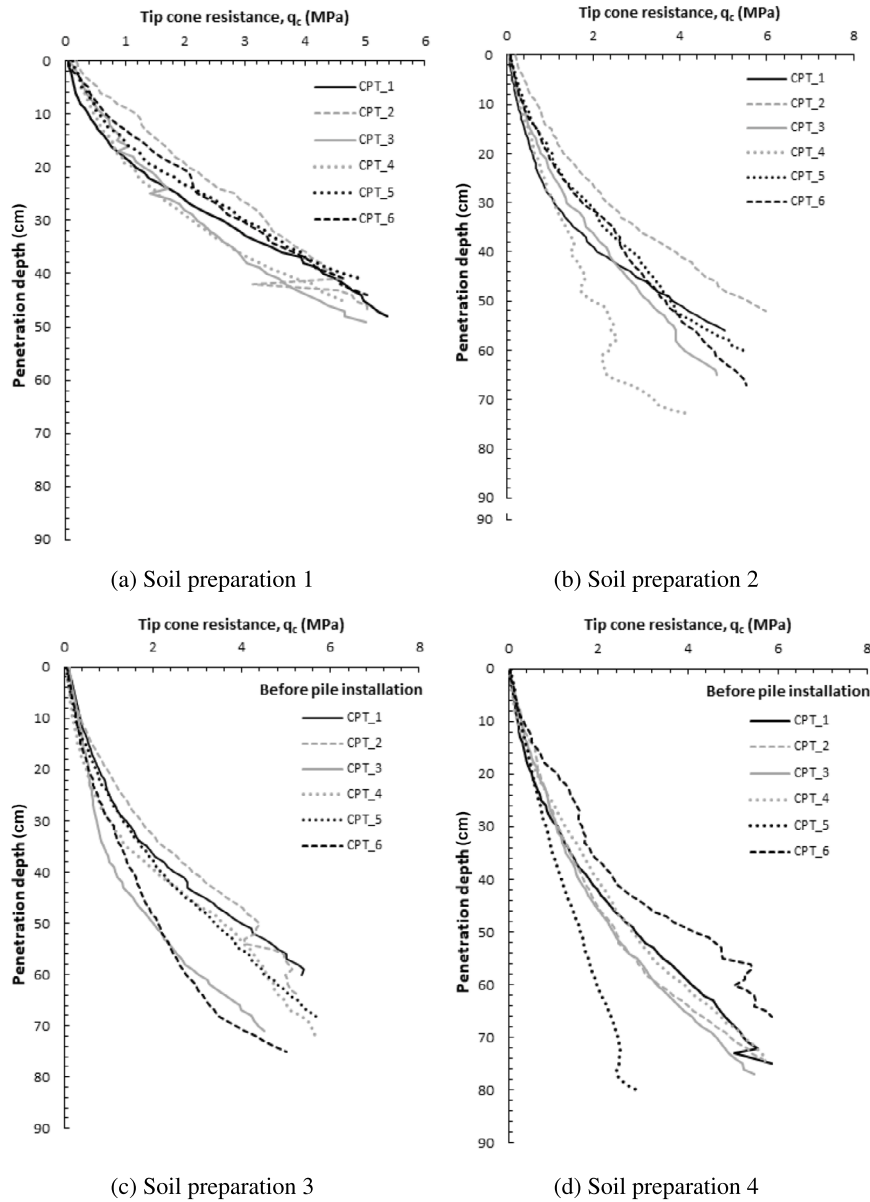 Tip cone resistance, qc (MPa)
0 1 2 3 4 5 6
0
10
20
30
40
50
60
70
80
90
Penetration depth (cm)
CPT_1
CPT_2
CPT_3
CPT_4
CPT_5
CPT_6
(a) Soil preparation 1
Tip cone resistance, qc (MPa)
0 2 4 6 8
0
10
20
30
40
50
60
70
80
90
90
Penetration depth (cm)
CPT_1
CPT_2
CPT_3
CPT_4
CPT_5
CPT_6
(b) Soil preparation 2
Tip cone resistance, qc (MPa)
0 2 4 6 8
0
10
20
30
40
50
60
70
80
90
Penetration depth (cm)
Before pile installation
CPT_1
CPT_2
CPT_3
CPT_4
CPT_5
CPT_6
(c) Soil preparation 3
Tip cone resistance, qc (MPa)
0 2 4 6 8
0
10
20
30
40
50
60
70
80
90
Penetration depth (cm)
Before pile installation
CPT_1
CPT_2
CPT_3
CPT_4
CPT_5
CPT_6
(d) Soil preparation 4